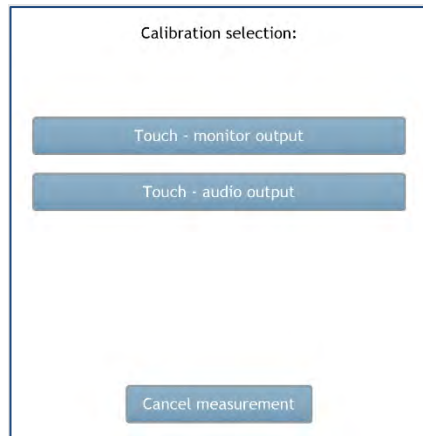 Calibration selection:
Touch - monitor output
Touch - audio output
Cancel measurement